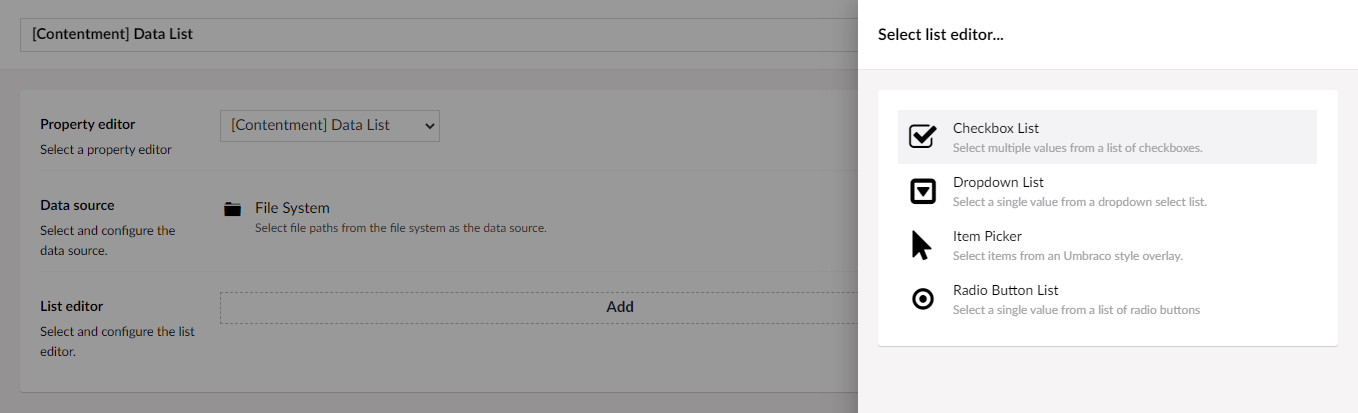 [Contentment] Data List
Property editor
Select a property editor
[Contentment] Data List
Data source
Select and configure the
data source.
File System
Select file paths from the file system as the data source.
List editor
Select and configure the list
editor.
Add
Select list editor...
Checkbox List
Select multiple values from a list of checkboxes.
Dropdown List
Select a single value from a dropdown select list.
Item Picker
Select items from an Umbraco style overlay.
Radio Button List
Select a single value from a list of radio buttons